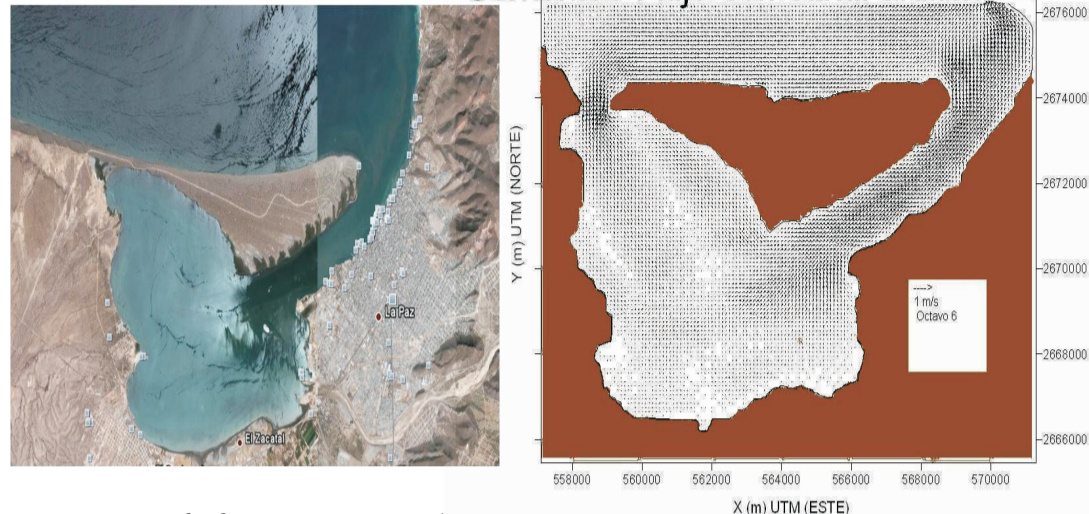 La Paz
El Zacatal
Y (m) UTM (NORTE)
2676000
2674000
2672000
2670000
2668000
2666000
---->
1 m/s
Octavo 6
558000 560000 562000 564000 566000 568000 570000
X (m) UTM (ESTE)